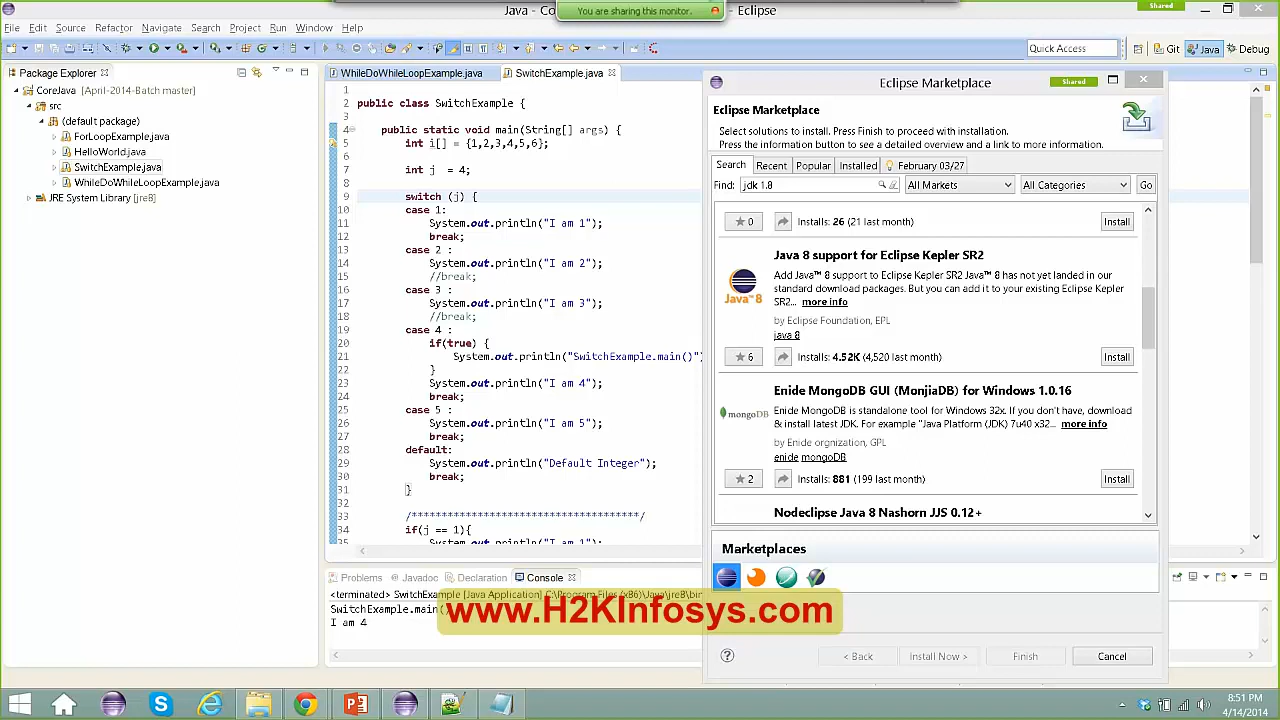 Java - Co
You are sharing this monitor.
- Eclipse
Shared
File Edit Source Refactor Navigate Search Project Run Window Help
Quick Access
Git
Java
Debug
Package Explorer
CoreJava [April-2014-Batch master]
src
(default package)
ForLoopExample.java
HelloWorld.java
SwitchExample.java
WhileDoWhileLoopExample.java
JRE System Library [jre8]
WhileDoWhileLoopExample.java
SwitchExample.java
1
2 public class SwitchExample {
3
4 public static void main(String[] args) {
5 int i[] = {1,2,3,4,5,6};
6
7 int j = 4;
8
9 switch (j) {
10 case 1:
11 System.out.println("I am 1");
12 break;
13 case 2 :
14 System.out.println("I am 2");
15 //break;
16 case 3 :
17 System.out.println("I am 3");
18 //break;
19 case 4 :
20 if(true) {
21 System.out.println("SwitchExample.main()"
22 }
23 System.out.println("I am 4");
24 break;
25 case 5 :
26 System.out.println("I am 5");
27 break;
28 default:
29 System.out.println("Default Integer");
30 break;
31 }
32
33 /************************************/
34 if(j == 1){
Eclipse Marketplace
Shared
Eclipse Marketplace
Select solutions to install. Press Finish to proceed with installation.
Press the information button to see a detailed overview and a link to more information.
Search Recent Popular Installed February 03/27
Find: jdk 1.8 All Markets All Categories Go
0 Installs: 26 (21 last month) Install
Java 8 support for Eclipse Kepler SR2
Add Java™ 8 support to Eclipse Kepler SR2 Java™ 8 has not yet landed in our
standard download packages. But you can add it to your existing Eclipse Kepler
SR2... more info
by Eclipse Foundation, EPL
java 8
Java™ 8
6 Installs: 4.52K (4,520 last month) Install
Enide MongoDB GUI (MonjiaDB) for Windows 1.0.16
mongoDB
Enide MongoDB is standalone tool for Windows 32x. If you don't have, download
& install latest JDK. For example "Java Platform (JDK) 7u40 x32... more info
by Enide orgnization, GPL
enide mongoDB
2 Installs: 881 (199 last month) Install
Nodeclipse Java 8 Nashorn JJS 0.12+
Marketplaces
< Back Install Now > Finish Cancel
Problems Javadoc Declaration Console
<terminated> SwitchExample [Java Application] C:\Program Files (x86)\Java\jre8\bin
SwitchExample.main()
I am 4
www.H2KInfosys.com
8:51 PM
4/14/2014